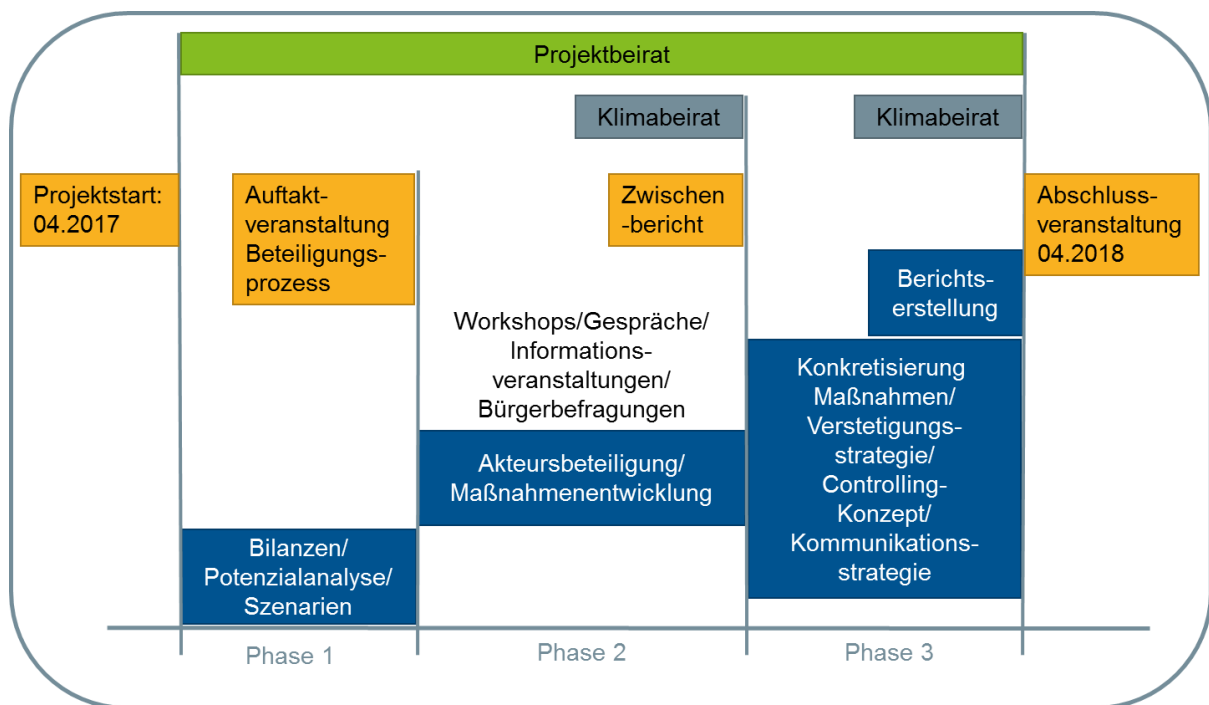 Projektbeirat
Klimabeirat
Klimabeirat
Projektstart:
04.2017
Auftakt-
veranstaltung
Beteiligungs-
prozess
Zwischen
-bericht
Abschluss-
veranstaltung
04.2018
Berichts-
erstellung
Workshops/Gespräche/
Informations-
veranstaltungen/
Bürgerbefragungen
Akteursbeteiligung/
Maßnahmenentwicklung
Konkretisierung
Maßnahmen/
Verstetigungs-
strategie/
Controlling-
Konzept/
Kommunikations-
strategie
Bilanzen/
Potenzialanalyse/
Szenarien
Phase 1
Phase 2
Phase 3